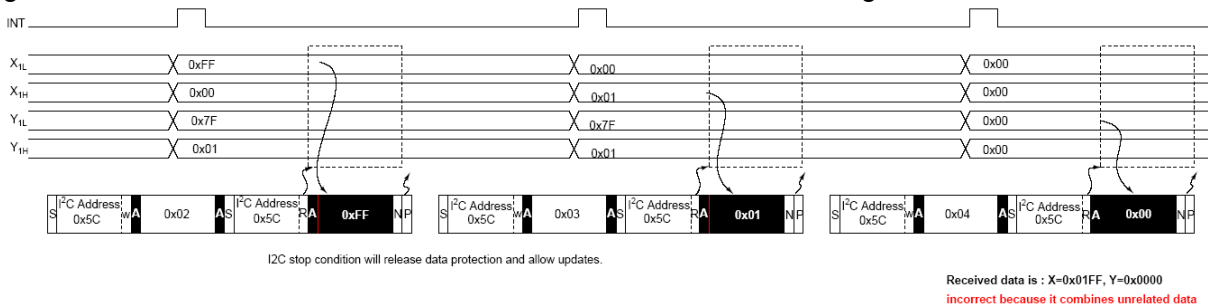 INT
X1L 0xFF 0x00 0x00
X1H 0x00 0x01 0x00
Y1L 0x7F 0x7F 0x00
Y1H 0x01 0x01 0x00
S I²C Address 0x5C w A 0x02 A S I²C Address 0x5C R A 0xFF N P S I²C Address 0x5C w A 0x03 A S I²C Address 0x5C R A 0x01 N P S I²C Address 0x5C w A 0x04 A S I²C Address 0x5C R A 0x00 N P
I2C stop condition will release data protection and allow updates.
Received data is : X=0x01FF, Y=0x0000
incorrect because it combines unrelated data